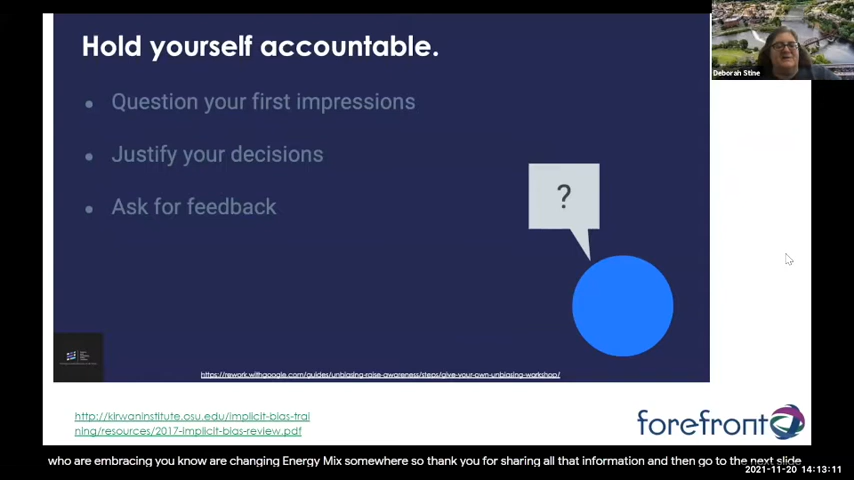 Hold yourself accountable.
Deborah Stine
• Question your first impressions
• Justify your decisions
• Ask for feedback
?
https://rework.withgoogle.com/guides/unbiasing-raise-awareness/steps/give-your-own-unbiasing-workshop/
http://kirwaninstitute.osu.edu/implicit-bias-trai
ning/resources/2017-implicit-bias-review.pdf
forefront
who are embracing you know are changing Energy Mix somewhere so thank you for sharing all that information and then go to the next slide
2021-11-20 14:13:11